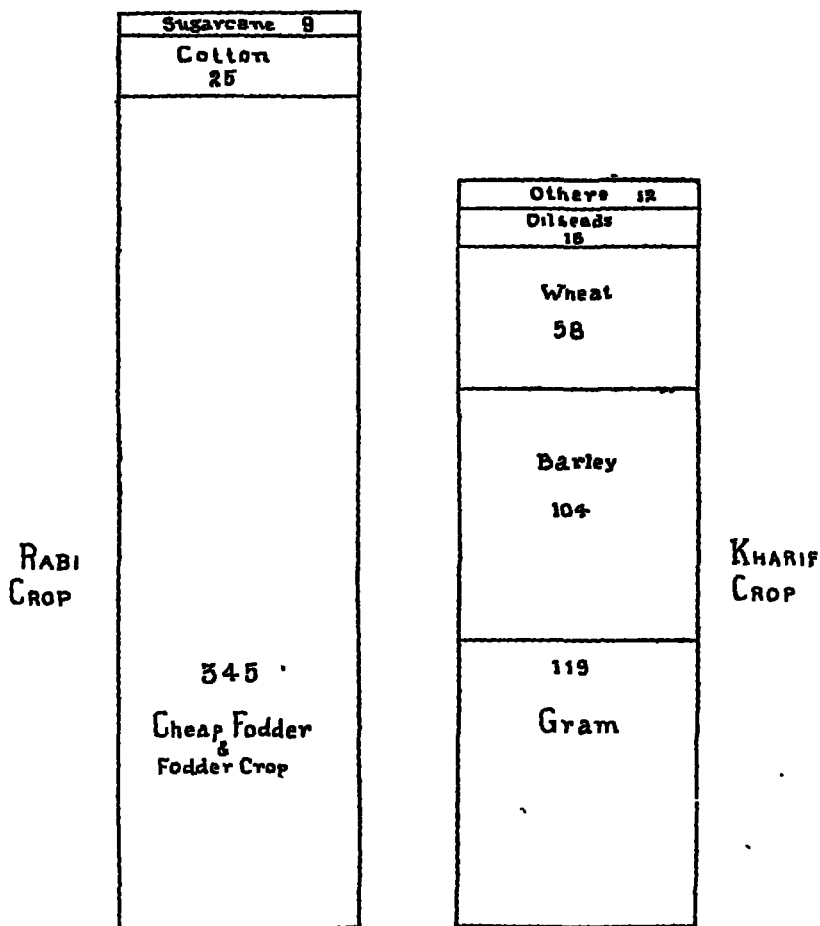 Sugarcane 9
Cotton
25
345
Cheap Fodder
&
Fodder Crop
RABI
CROP
Others 12
Oilseeds
16
Wheat
58
Barley
104
119
Gram
KHARIF
CROP